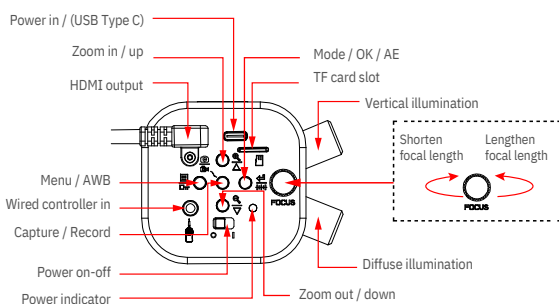 Power in / (USB Type C)
Zoom in / up
HDMI output
Mode / OK / AE
TF card slot
Vertical illumination
Shorten
focal length
Lengthen
focal length
FOCUS
FOCUS
Menu / AWB
Wired controller in
Capture / Record
Power on-off
Power indicator
Zoom out / down
Diffuse illumination